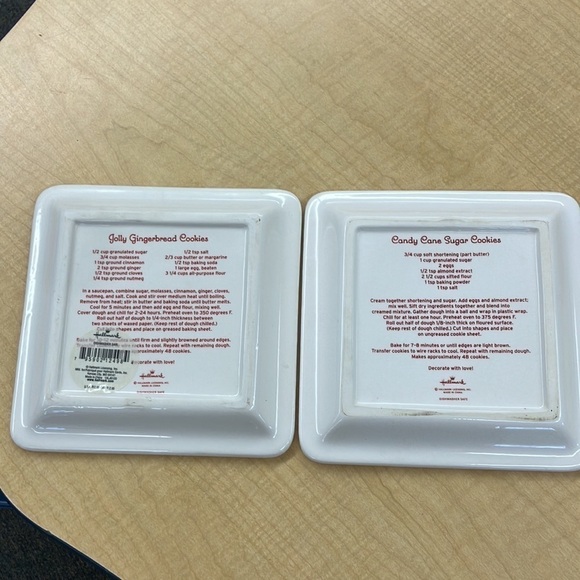 Jolly Gingerbread Cookies
1/2 cup granulated sugar
3/4 cup molasses
1 tsp ground cinnamon
2 tsp ground ginger
1/2 tsp ground cloves
1/4 tsp ground nutmeg
1/2 tsp salt
2/3 cup butter or margarine
1/2 tsp baking soda
1 large egg, beaten
3 1/4 cups all-purpose flour
In a saucepan, combine sugar, molasses, cinnamon, ginger, cloves,
nutmeg, and salt. Cook and stir over medium heat until boiling.
Remove from heat; stir in butter and baking soda until butter melts.
Cool for 5 minutes and then add egg and flour, mixing well.
Cover dough and chill for 2-24 hours. Preheat oven to 250 degrees F.
Roll out half of dough to 1/4-inch thickness between
two sheets of waxed paper. (Keep rest of dough chilled.)
shapes and place on greased baking sheet.
Bake for until firm and slightly browned around edges.
racks to cool. Repeat with remaining dough.
approximately 48 cookies.
Decorate with love!
Hallmark
DISHWASHER SAFE
Candy Cane Sugar Cookies
3/4 cup soft shortening (part butter)
1 cup granulated sugar
2 eggs
1/2 tsp almond extract
2 1/2 cups sifted flour
1 tsp baking powder
1 tsp salt
Cream together shortening and sugar. Add eggs and almond extract;
mix well. Sift dry ingredients together and blend into
creamed mixture. Gather dough into a ball and wrap in plastic wrap.
Chill for at least one hour. Preheat oven to 375 degrees F.
Roll out half of dough 1/8-inch thick on floured surface.
(Keep rest of dough chilled.) Cut into shapes and place
on ungreased cookie sheet.
Bake for 7-8 minutes or until edges are light brown.
Transfer cookies to wire racks to cool. Repeat with remaining dough.
Makes approximately 48 cookies.
Decorate with love!
Hallmark
© HALLMARK LICENSING, INC.
MADE IN CHINA
DISHWASHER SAFE